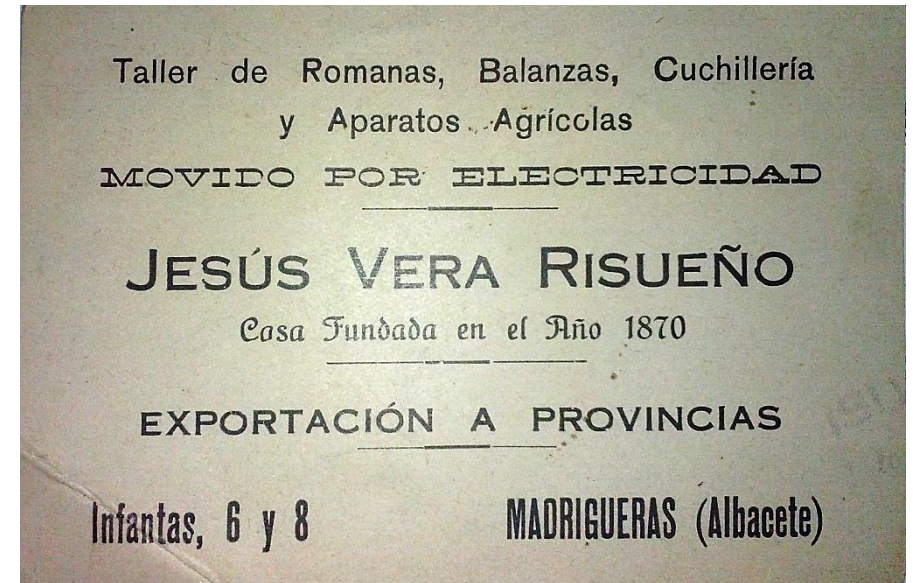 Taller de Romanas, Balanzas, Cuchillería
y Aparatos Agrícolas
MOVIDO POR ELECTRICIDAD
JESÚS VERA RISUEÑO
Casa Fundada en el Año 1870
EXPORTACIÓN A PROVINCIAS
Infantas, 6 y 8 MADRIGUERAS (Albacete)